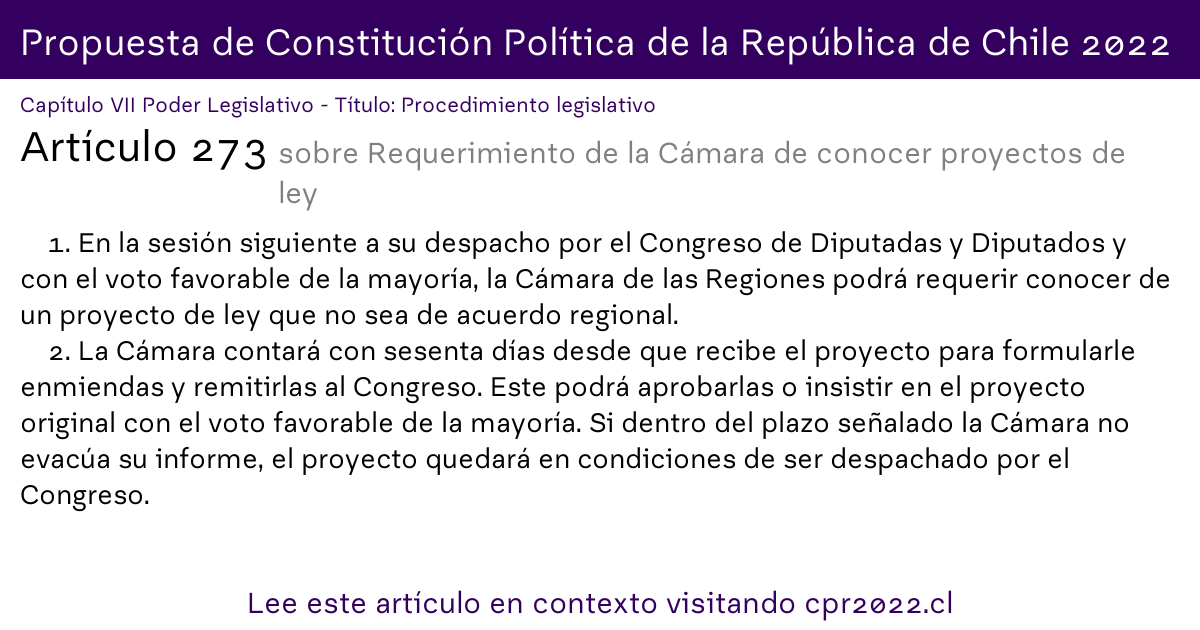 Propuesta de Constitución Política de la República de Chile 2022
Capítulo VII Poder Legislativo - Título: Procedimiento legislativo
Artículo 273 sobre Requerimiento de la Cámara de conocer proyectos de
ley
1. En la sesión siguiente a su despacho por el Congreso de Diputadas y Diputados y
con el voto favorable de la mayoría, la Cámara de las Regiones podrá requerir conocer de
un proyecto de ley que no sea de acuerdo regional.
2. La Cámara contará con sesenta días desde que recibe el proyecto para formularle
enmiendas y remitirlas al Congreso. Este podrá aprobarlas o insistir en el proyecto
original con el voto favorable de la mayoría. Si dentro del plazo señalado la Cámara no
evacúa su informe, el proyecto quedará en condiciones de ser despachado por el
Congreso.
Lee este artículo en contexto visitando cpr2022.cl